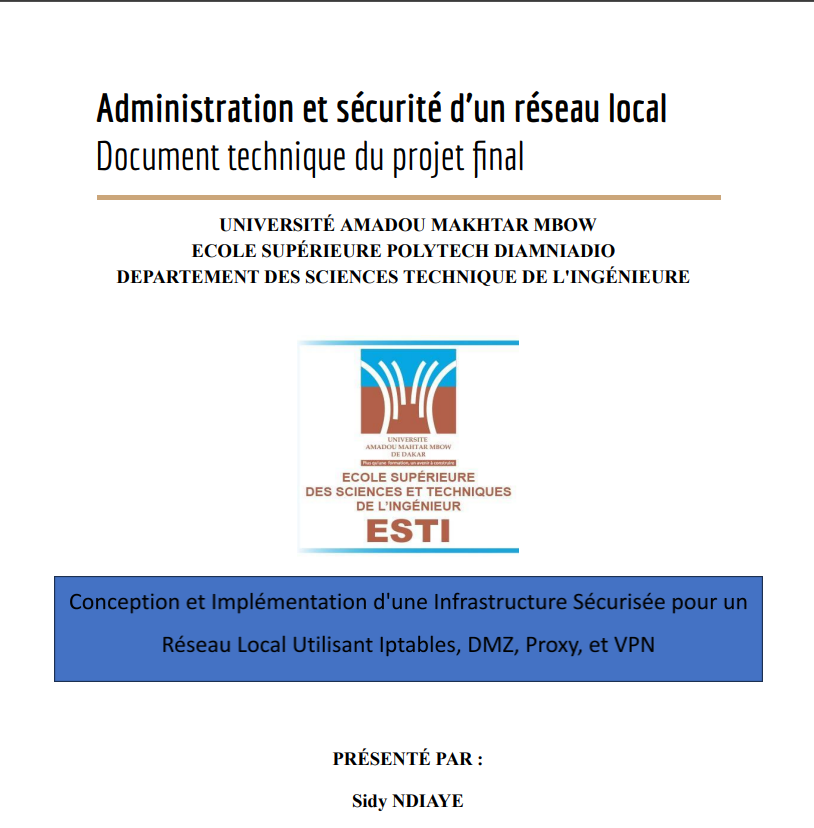 Administration et sécurité d'un réseau local
Document technique du projet final
UNIVERSITÉ AMADOU MAKHTAR MBOW
ECOLE SUPÉRIEURE POLYTECH DIAMNIADIO
DEPARTEMENT DES SCIENCES TECHNIQUE DE L'INGÉNIEURE
UNIVERSITE
AMADOU MAHTAR MBOW
DE DAKAR
Plus qu'une formation, un avenir à construire
ECOLE SUPÉRIEURE
DES SCIENCES ET TECHNIQUES
DE L'INGÉNIEUR
ESTI
Conception et Implémentation d'une Infrastructure Sécurisée pour un
Réseau Local Utilisant Iptables, DMZ, Proxy, et VPN
PRÉSENTÉ PAR :
Sidy NDIAYE